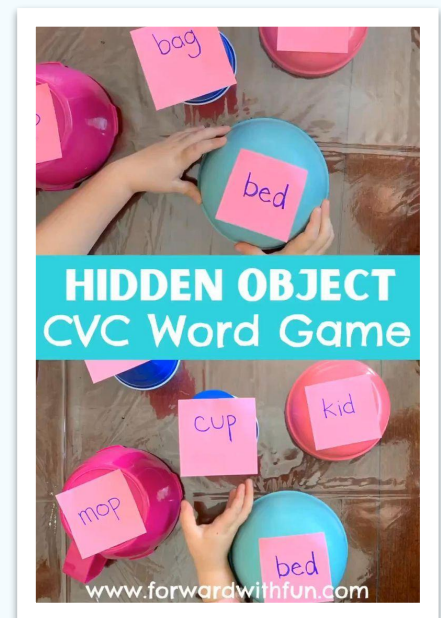 bag
bed
HIDDEN OBJECT
CVC Word Game
cup
kid
mop
bed
www.forwardwithfun.com